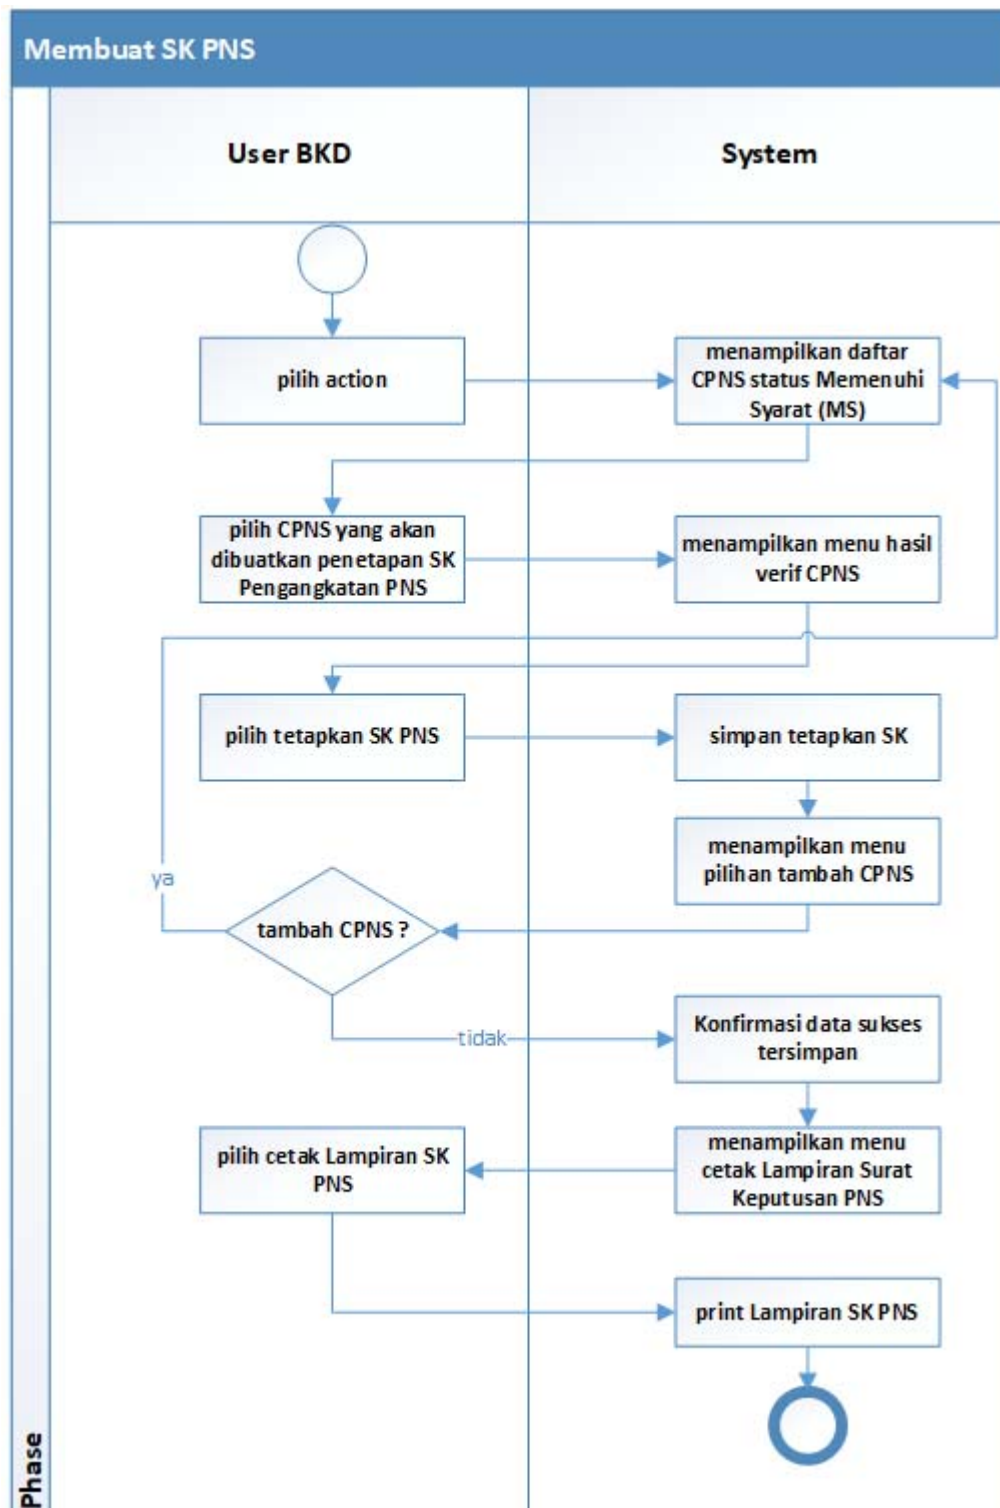 Membuat SK PNS
User BKD
System
pilih action
menampilkan daftar
CPNS status Memenuhi
Syarat (MS)
pilih CPNS yang akan
dibuatkan penetapan SK
Pengangkatan PNS
menampilkan menu hasil
verif CPNS
pilih tetapkan SK PNS
simpan tetapkan SK
menampilkan menu
pilihan tambah CPNS
ya
tambah CPNS ?
tidak
Konfirmasi data sukses
tersimpan
pilih cetak Lampiran SK
PNS
menampilkan menu
cetak Lampiran Surat
Keputusan PNS
print Lampiran SK PNS
Phase